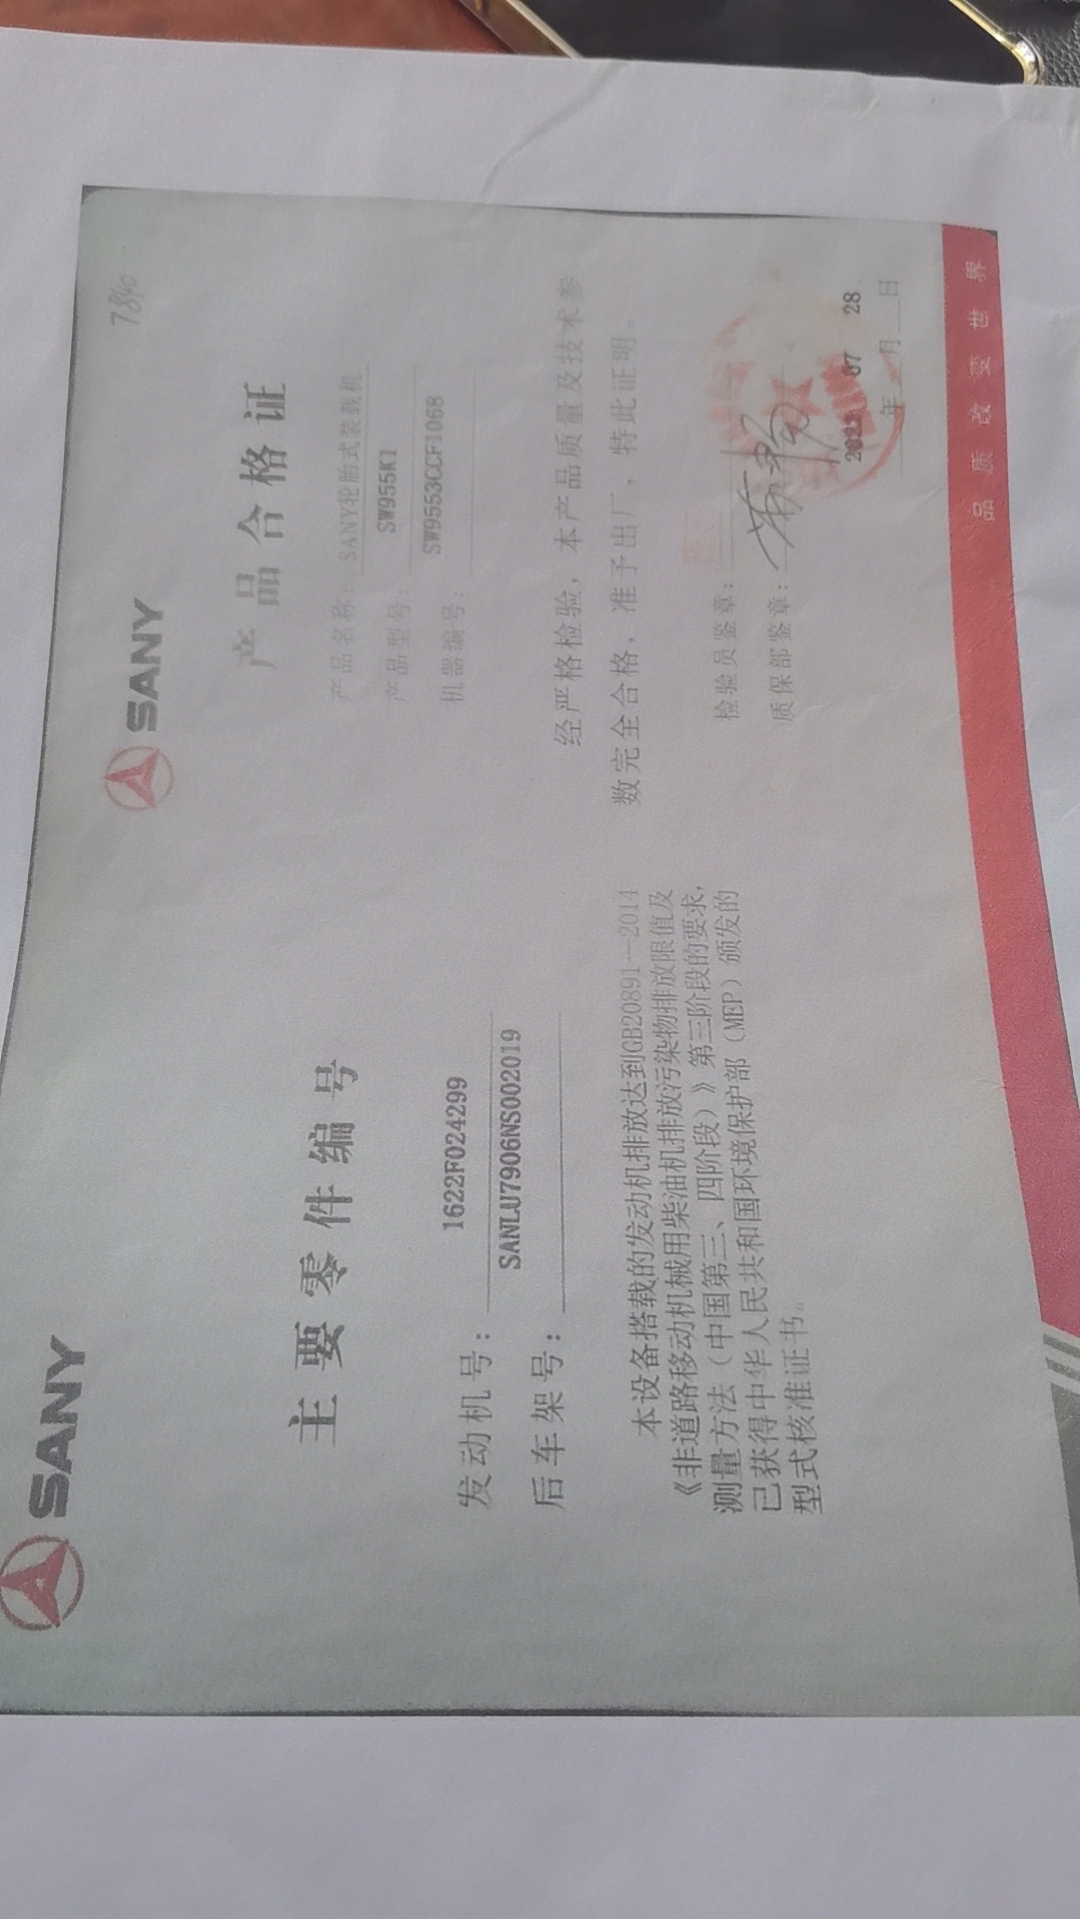 SANY
主要零件编号
发动机号：1622F024299
SANLU7906NS002019
后车架号：
本设备搭载的发动机排放达到GB20891—2014
《非道路移动机械用柴油机排放污染物排放限值及
测量方法（中国第三、四阶段）》第三阶段的要求，
已获得中华人民共和国环境保护部（MEP）颁发的
型式核准证书。
SANY
产品合格证
产品名称：SANY轮胎式装载机
产品型号：SW955K1
机器编号：SW9553CCF1068
经严格检验，本产品质量及技术参
数完全合格，准予出厂，特此证明。
检验员鉴章：
质保部鉴章：
07 28
年 月 日
品质改变世界